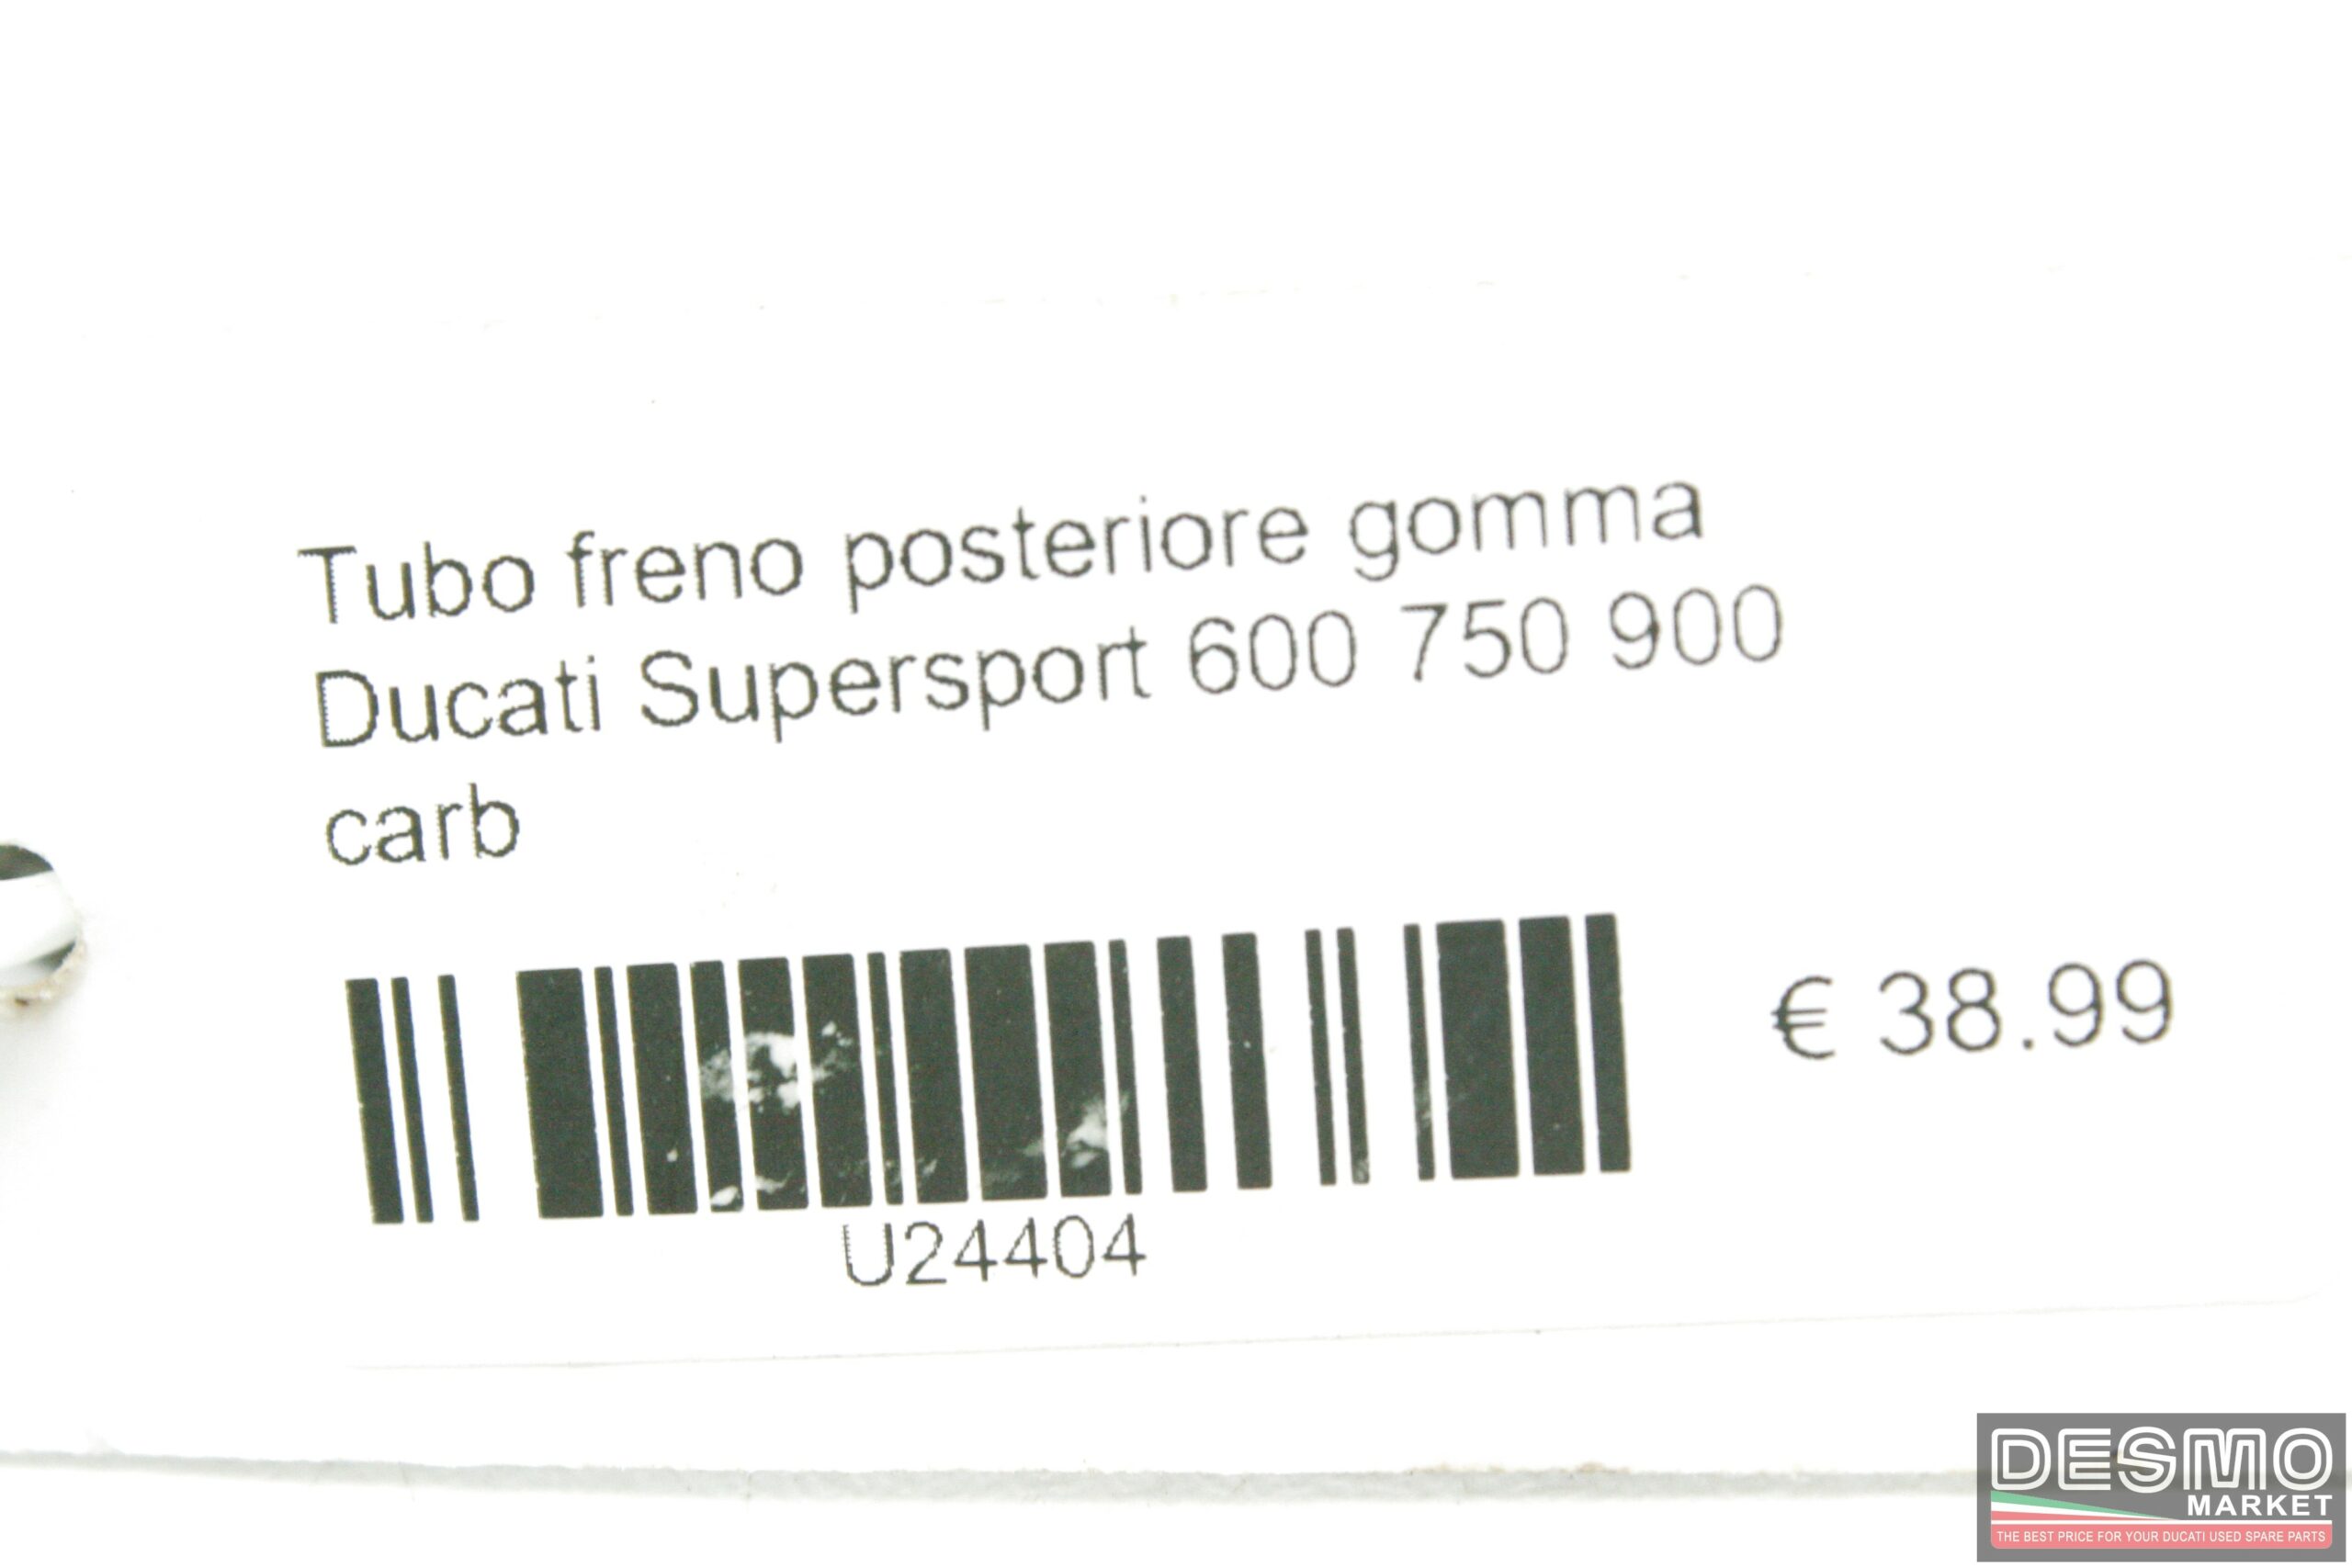 Tubo freno posteriore gomma
Ducati Supersport 600 750 900
carb
€ 38.99
U24404
DESMO
MARKET
THE BEST PRICE FOR YOUR DUCATI USED SPARE PARTS